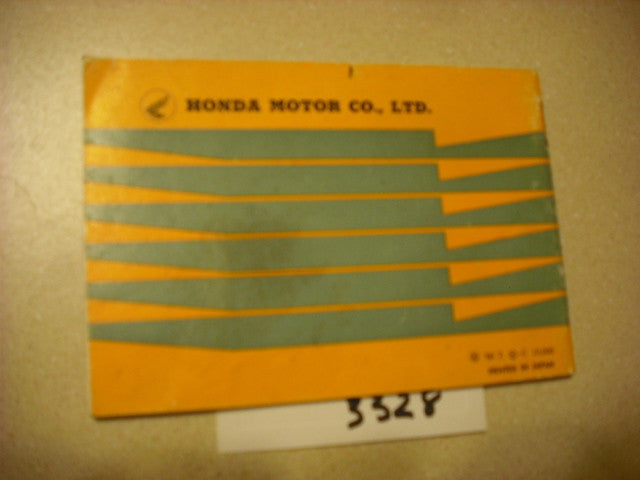 HONDA MOTOR CO., LTD.
PRINTED IN JAPAN
3328